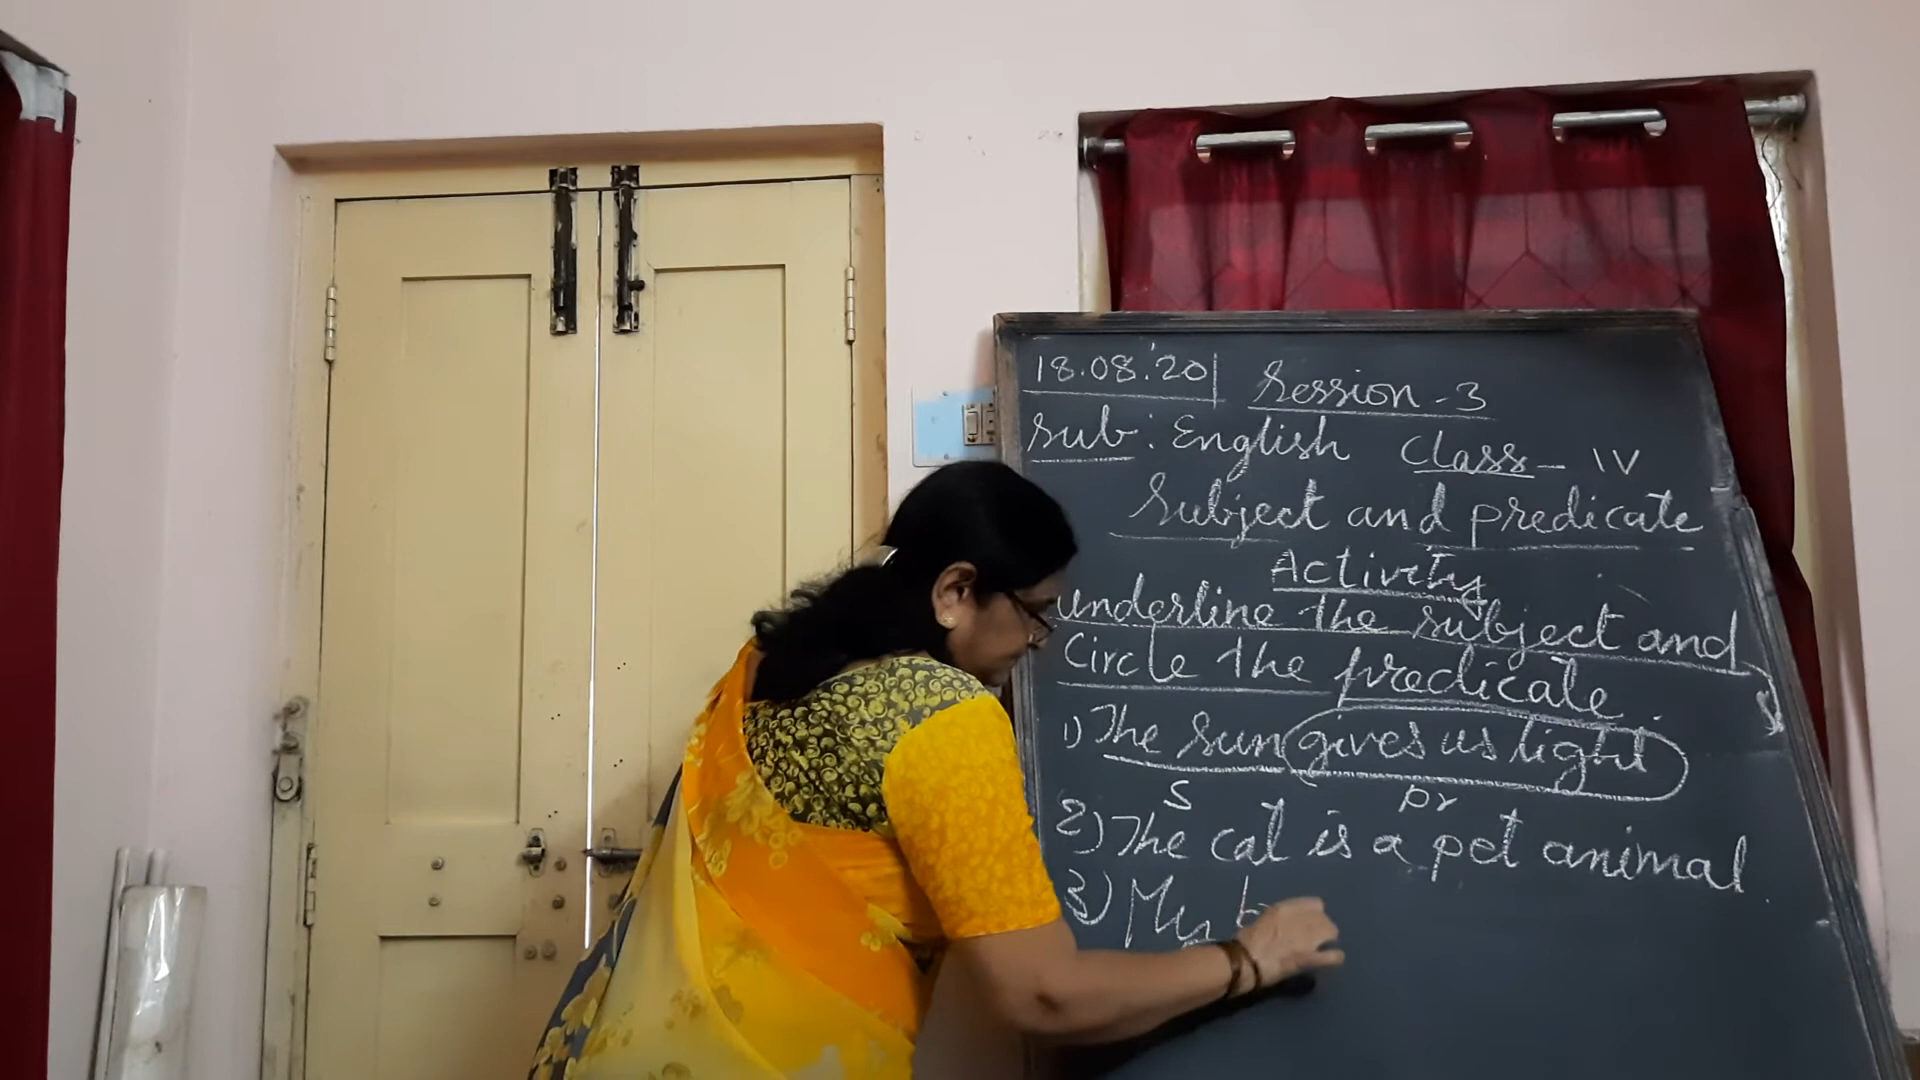 18.08.'20 Session - 3
Sub : English Class - IV
Subject and predicate
Activity
underline the subject and
Circle the predicate.
1) The Sun gives us light
S pr
2) The cat is a pet animal.
3) My b